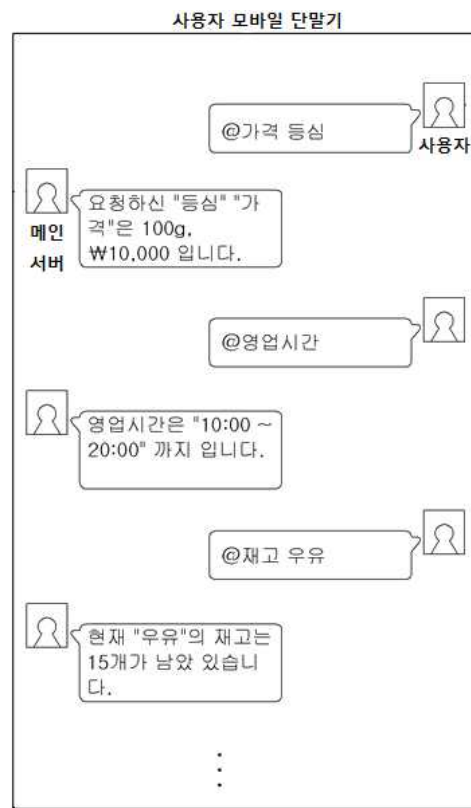 사용자 모바일 단말기
@가격 등심
사용자
요청하신 "등심" "가
격"은 100g,
₩10,000 입니다.
메인
서버
@영업시간
영업시간은 "10:00 ~
20:00" 까지 입니다.
@재고 우유
현재 "우유"의 재고는
15개가 남았 있습니
다.